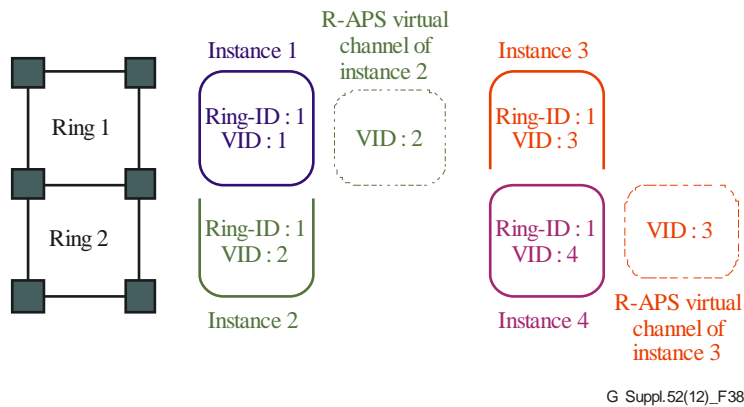 R-APS virtual
channel of
instance 2
Instance 1
Instance 3
Ring 1
Ring-ID : 1
VID : 1
VID : 2
Ring-ID : 1
VID : 3
Ring 2
Ring-ID : 1
VID : 2
Ring-ID : 1
VID : 4
VID : 3
Instance 2
Instance 4
R-APS virtual
channel of
instance 3
G Suppl.52(12)_F38